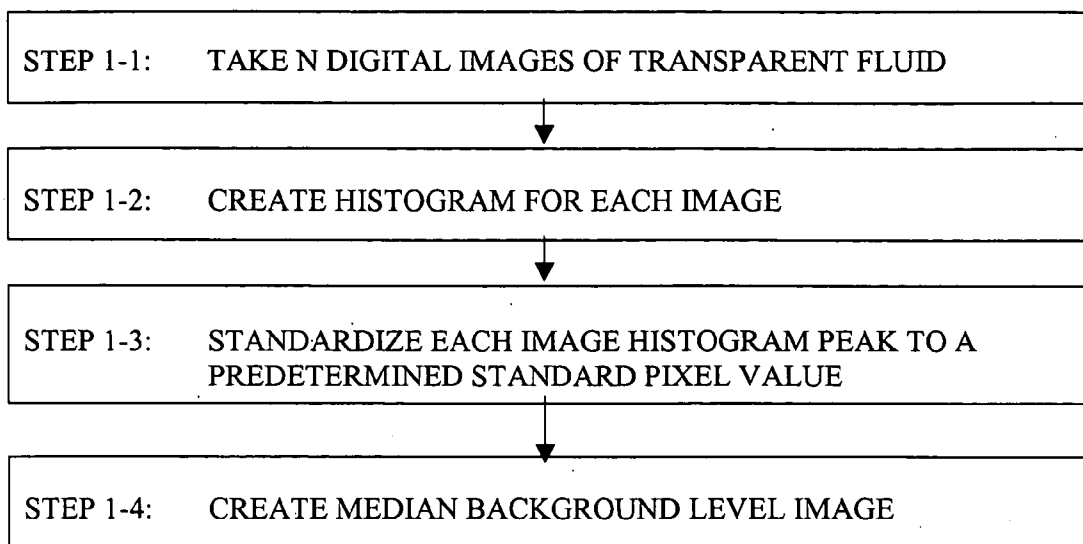 STEP 1-1: TAKE N DIGITAL IMAGES OF TRANSPARENT FLUID
STEP 1-2: CREATE HISTOGRAM FOR EACH IMAGE
STEP 1-3: STANDARDIZE EACH IMAGE HISTOGRAM PEAK TO A
PREDETERMINED STANDARD PIXEL VALUE
STEP 1-4: CREATE MEDIAN BACKGROUND LEVEL IMAGE